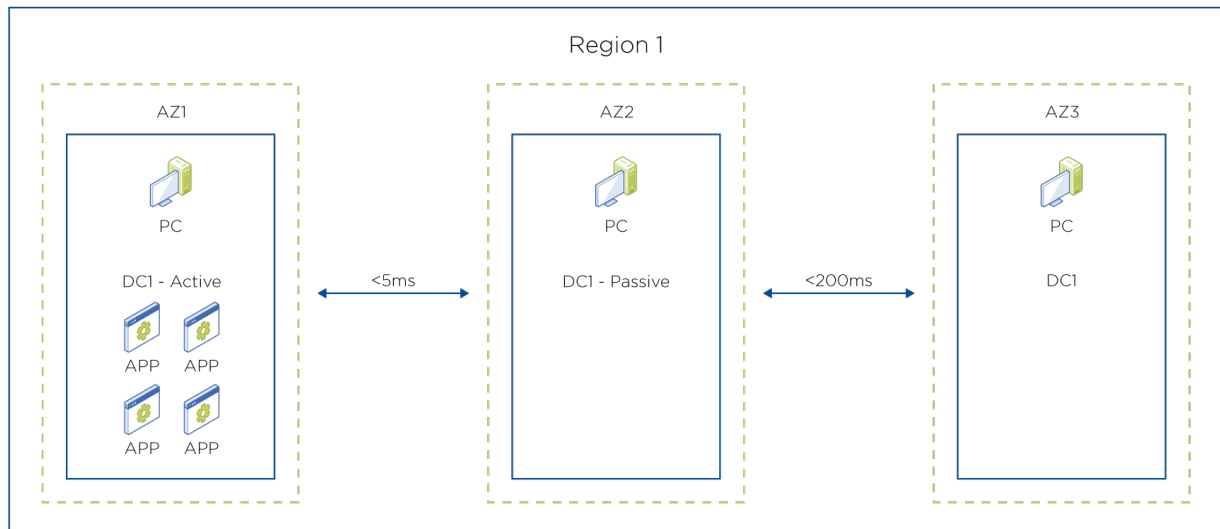 Region 1
AZ1
AZ2
AZ3
PC
PC
PC
DC1 - Active
<5ms
DC1 - Passive
<200ms
DC1
APP
APP
APP
APP